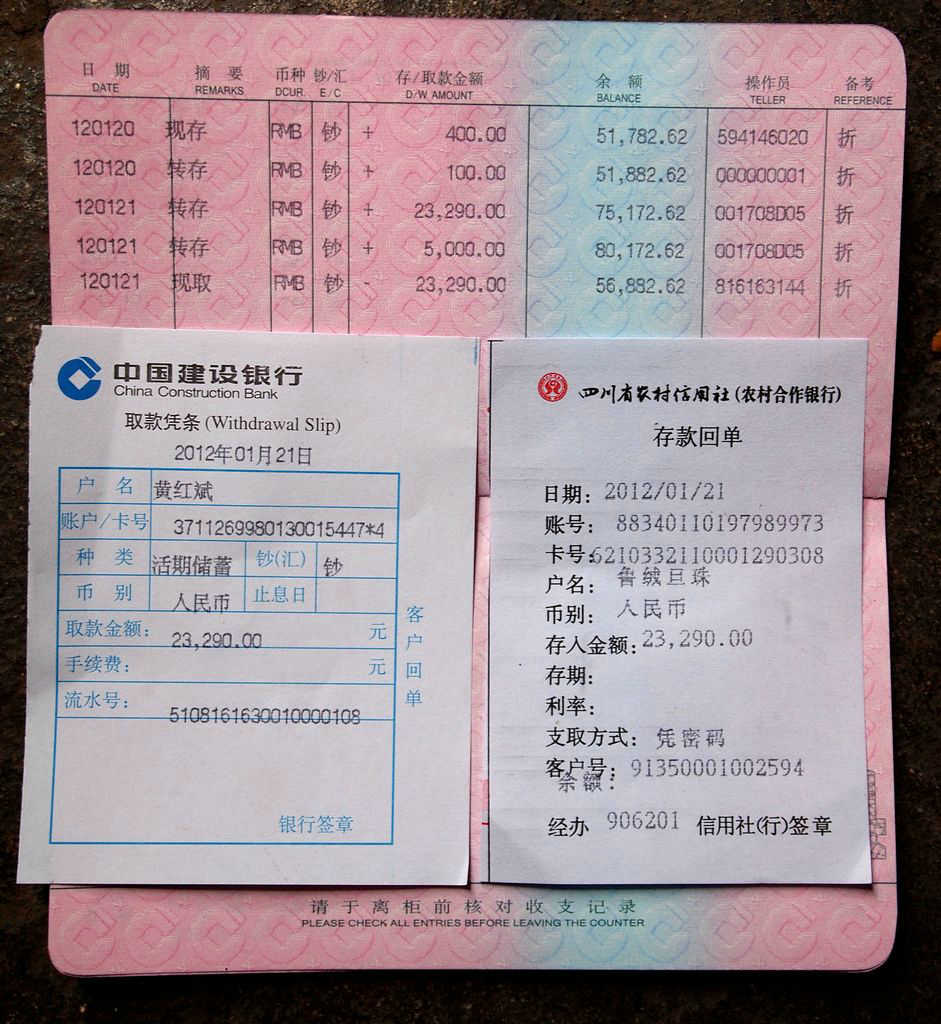 日 期 摘 要 币种 钞/汇 存/取款金额 余 额 操作员 备考
DATE REMARKS DCUR. E/C D/W AMOUNT BALANCE TELLER REFERENCE
120120 现存 RMB 钞 + 400.00 51,782.62 594146020 折
120120 转存 RMB 钞 + 100.00 51,882.62 000000001 折
120121 转存 RMB 钞 + 23,290.00 75,172.62 001708D05 折
120121 转存 RMB 钞 + 5,000.00 80,172.62 001708D05 折
120121 现取 RMB 钞 - 23,290.00 56,882.62 816163144 折
中国建设银行
China Construction Bank
取款凭条 (Withdrawal Slip)
2012年01月21日
户 名 黄红斌
账户/卡号 3711269980130015447*4
种 类 活期储蓄 钞(汇) 钞
币 别 人民币 止息日
取款金额: 23,290.00 元
手续费: 元
流水号: 5108161630010000108
银行签章
客户回单
四川省农村信用社(农村合作银行)
存款回单
日期: 2012/01/21
账号: 88340110197989973
卡号:6210332110001290308
户名: 鲁绒旦珠
币别: 人民币
存入金额:23,290.00
存期:
利率:
支取方式: 凭密码
客户号: 91350001002594
余额:
经办 906201 信用社(行)签章
请于离柜前核对收支记录
PLEASE CHECK ALL ENTRIES BEFORE LEAVING THE COUNTER